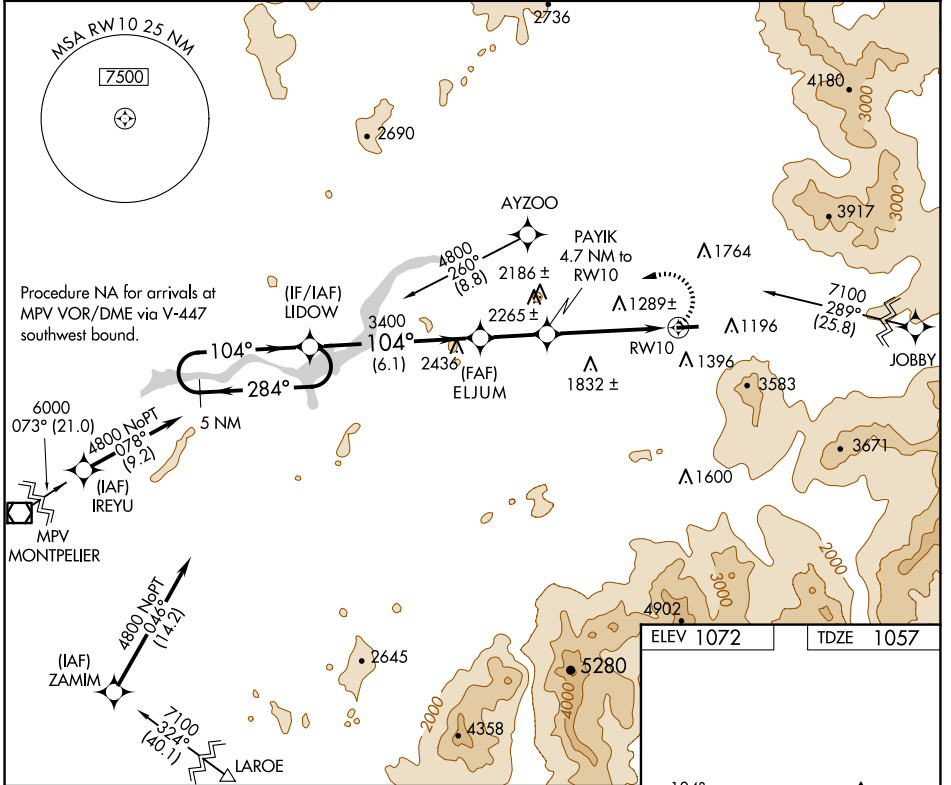 MSA RW10 25 NM
7500
2736
4180
3000
2690
3917
3000
AYZOO
4800
260°
(8.8)
PAYIK
4.7 NM to
RW10
2186 ±
2265 ±
1764
1289±
7100
289°
(25.8)
JOBBY
Procedure NA for arrivals at
MPV VOR/DME via V-447
southwest bound.
(IF/IAF)
LIDOW
3400
104°
(6.1)
104°
284°
5 NM
2436
(FAF)
ELJUM
1832 ±
RW10
1196
1396
3583
3671
1600
6000
073° (21.0)
4800 NoPT
078°
(9.2)
(IAF)
IREYU
MPV
MONTPELIER
4800 NoPT
046°
(14.2)
(IAF)
ZAMIM
7100
324°
(40.1)
LAROE
2645
2000
4358
4000
5280
4902
3000
2000
ELEV 1072
TDZE 1057